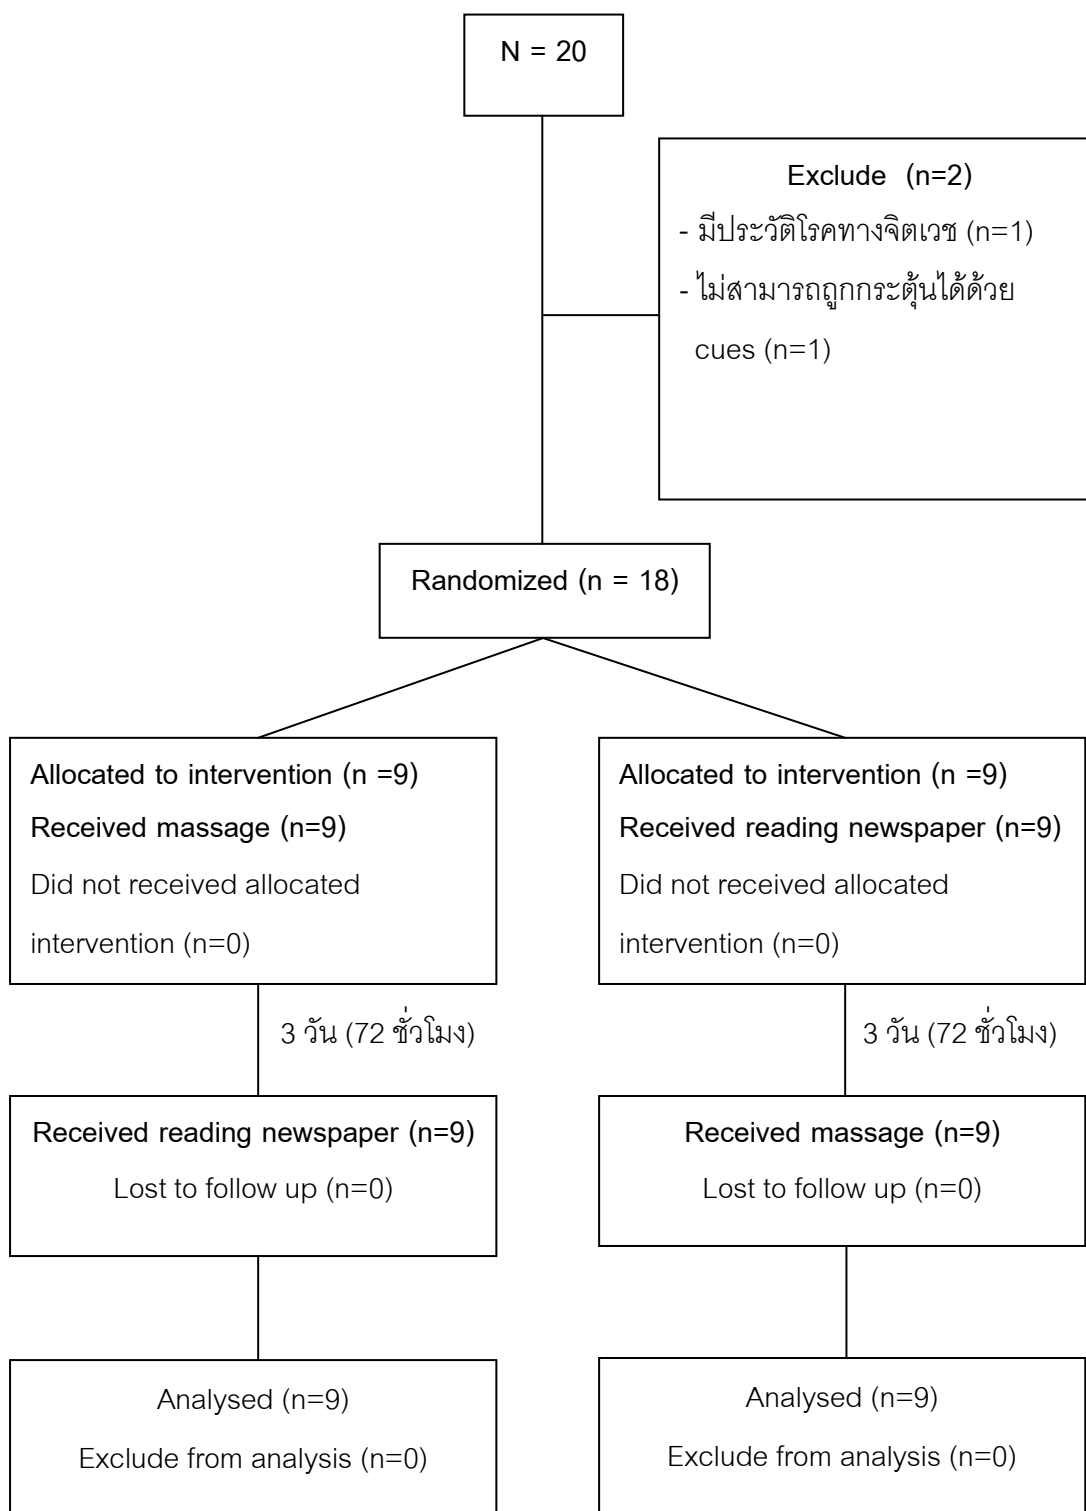 N = 20
Exclude (n=2)
- มีประวัติโรคทางจิตเวช (n=1)
- ไม่สามารถถูกกระตุ้นได้ด้วย
cues (n=1)
Randomized (n = 18)
Allocated to intervention (n =9)
Received massage (n=9)
Did not received allocated
intervention (n=0)
Allocated to intervention (n =9)
Received reading newspaper (n=9)
Did not received allocated
intervention (n=0)
3 วัน (72 ชั่วโมง)
3 วัน (72 ชั่วโมง)
Received reading newspaper (n=9)
Lost to follow up (n=0)
Received massage (n=9)
Lost to follow up (n=0)
Analysed (n=9)
Exclude from analysis (n=0)
Analysed (n=9)
Exclude from analysis (n=0)